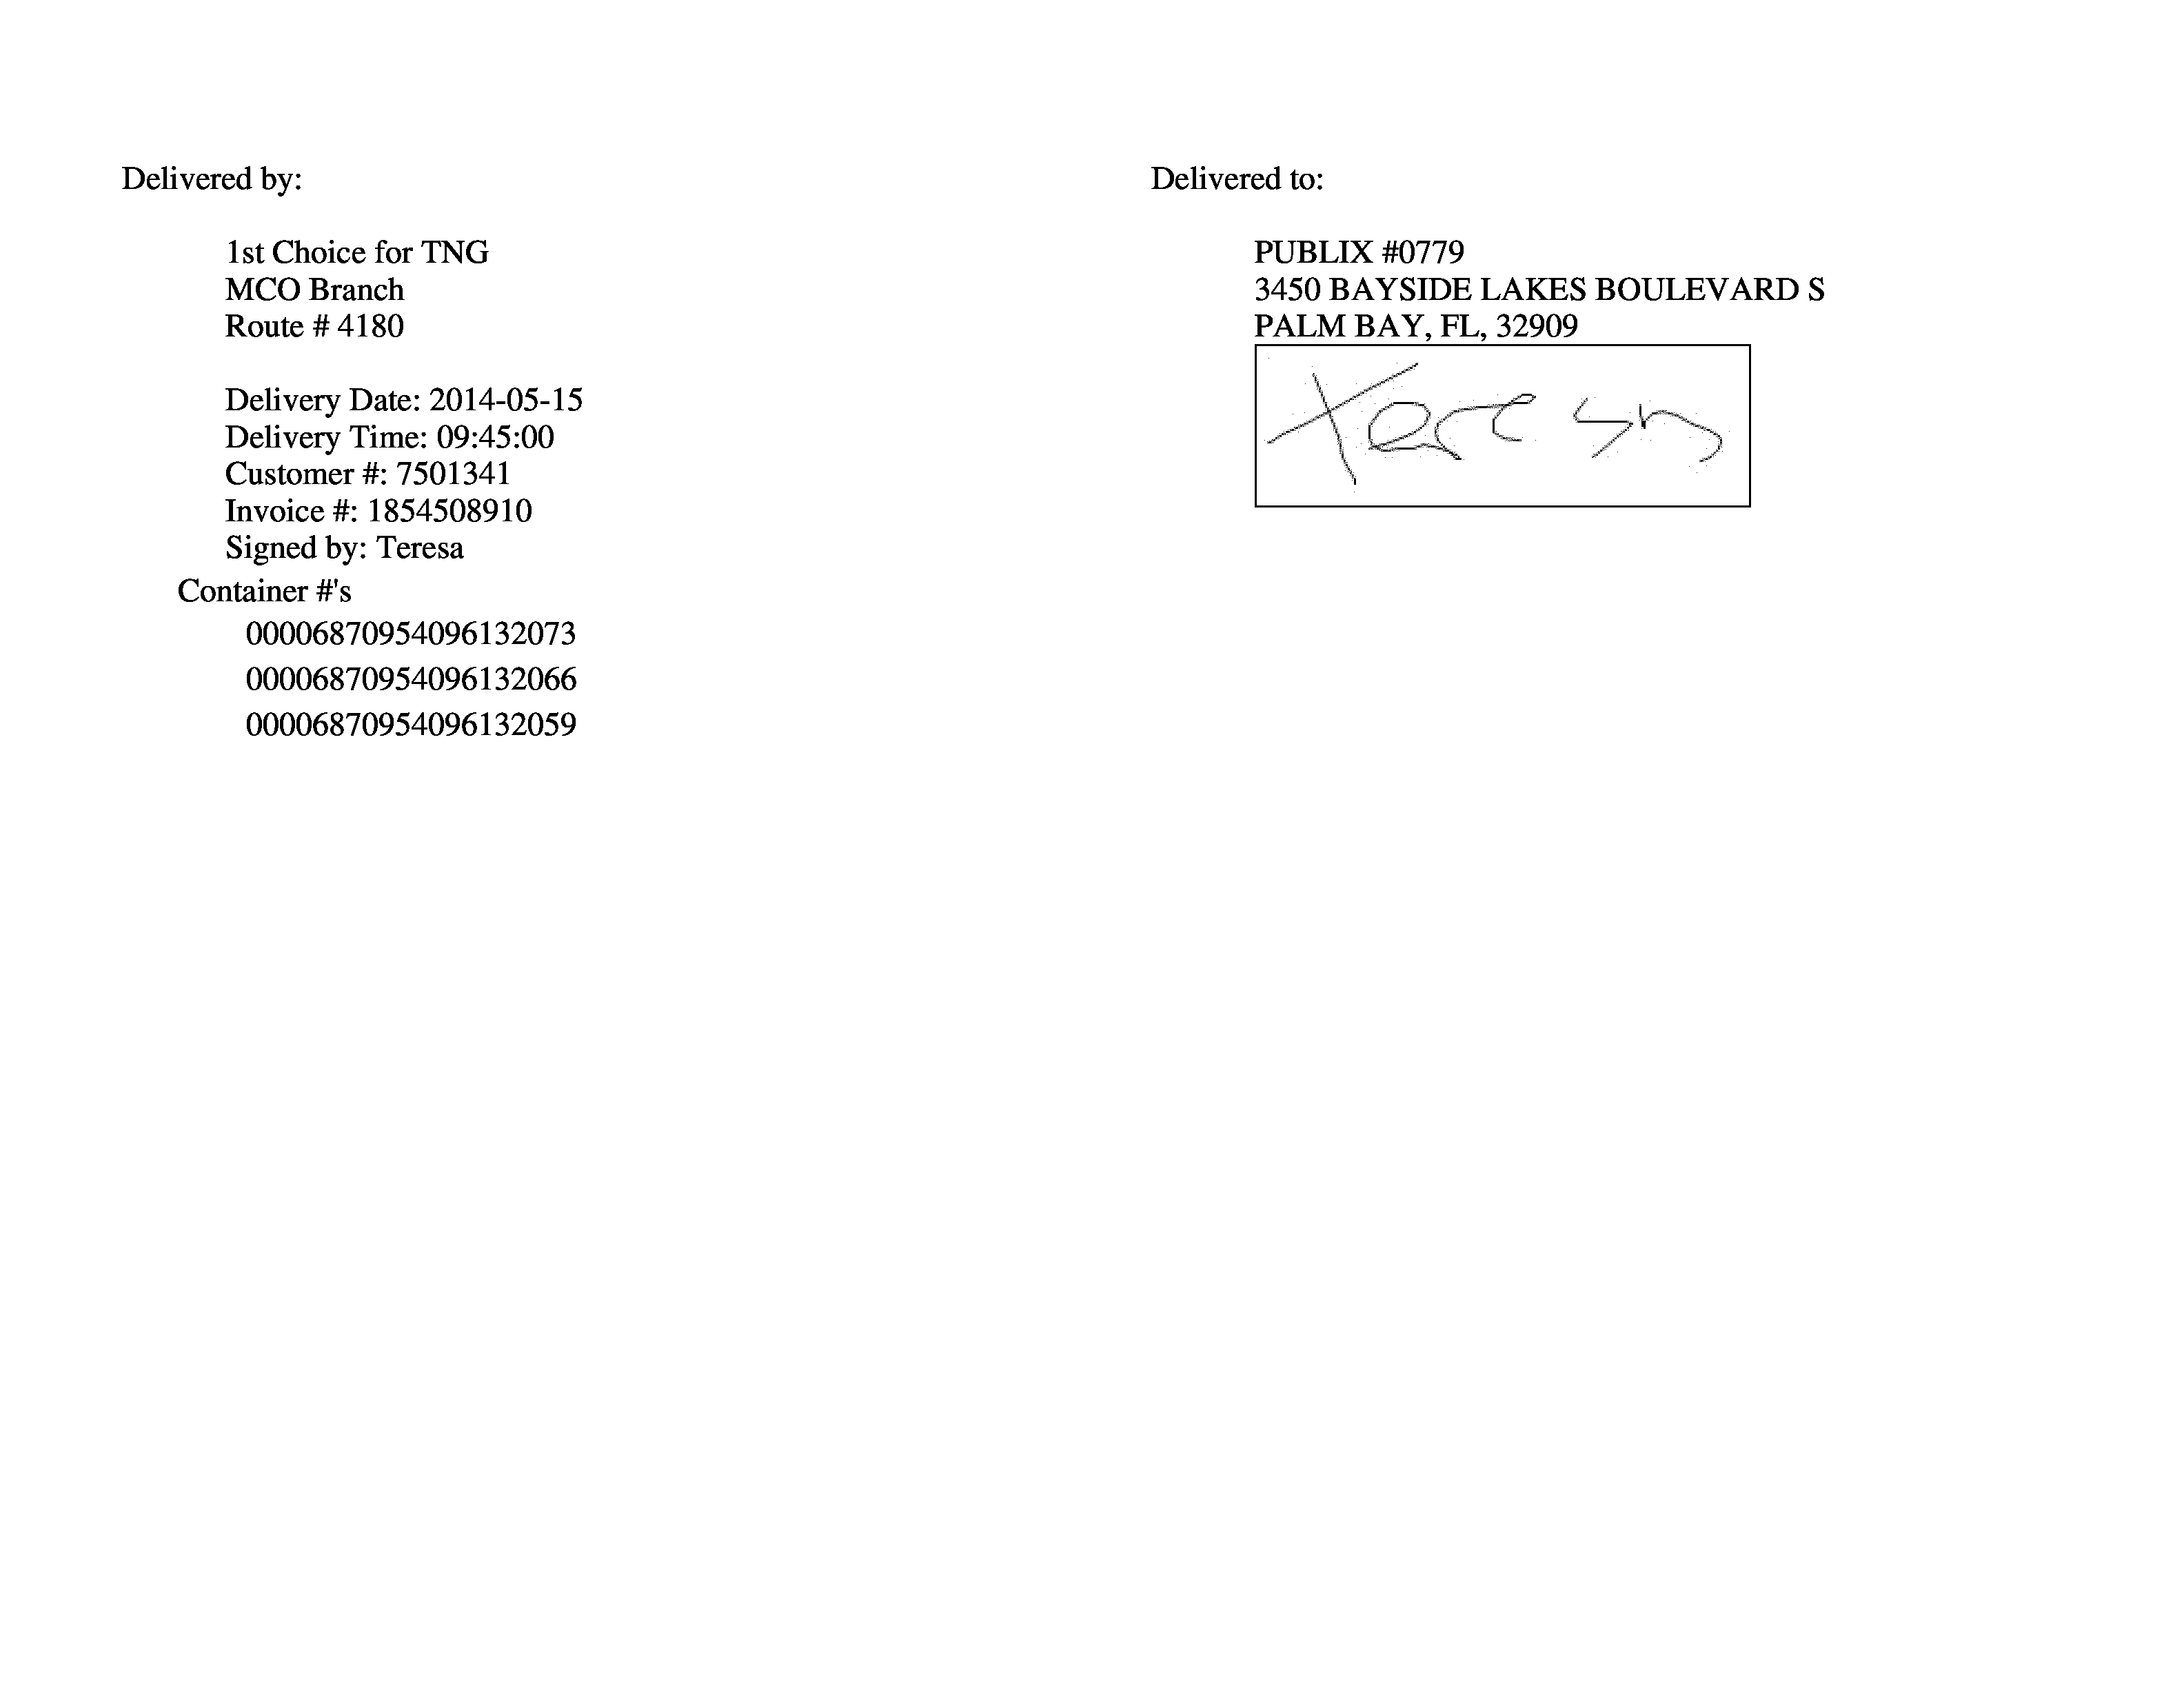 Delivered by:
1st Choice for TNG
MCO Branch
Route # 4180
Delivery Date: 2014-05-15
Delivery Time: 09:45:00
Customer #: 7501341
Invoice #: 1854508910
Signed by: Teresa
Container #'s
00006870954096132073
00006870954096132066
00006870954096132059
Delivered to:
PUBLIX #0779
3450 BAYSIDE LAKES BOULEVARD S
PALM BAY, FL, 32909
Teresa